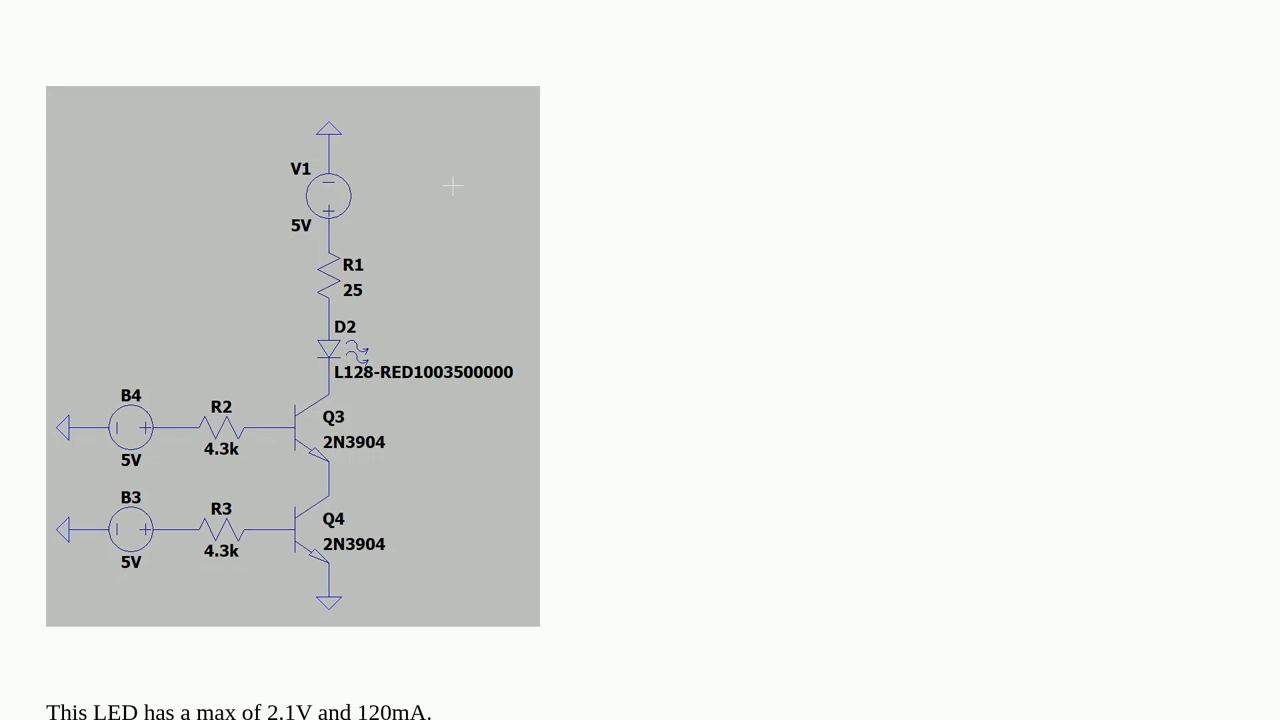 V1
5V
R1
25
D2
L128-RED1003500000
B4
R2
Q3
2N3904
4.3k
5V
B3
R3
Q4
2N3904
4.3k
5V
This LED has a max of 2.1V and 120mA.